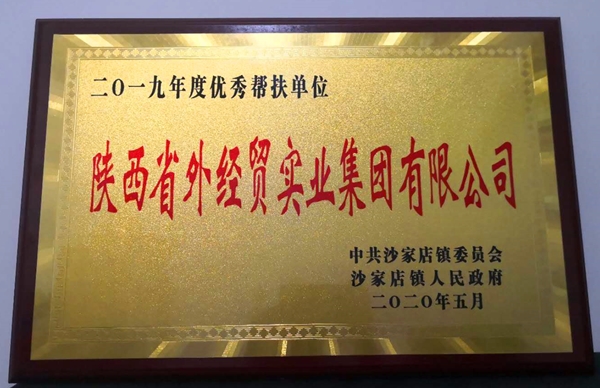 二〇一九年度优秀帮扶单位
陕西省外经贸实业集团有限公司
中共沙家店镇委员会
沙家店镇人民政府
二〇二〇年五月